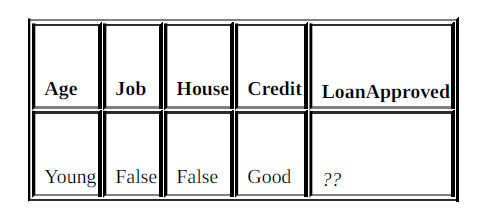 Age Job House Credit LoanApproved
Young False False Good ??